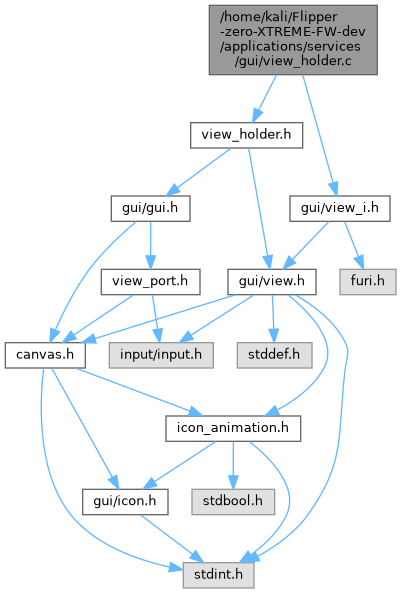 /home/kali/Flipper
-zero-XTREME-FW-dev
/applications/services
/gui/view_holder.c
view_holder.h
gui/gui.h
gui/view_i.h
view_port.h
gui/view.h
furi.h
canvas.h
input/input.h
stddef.h
icon_animation.h
gui/icon.h
stdbool.h
stdint.h